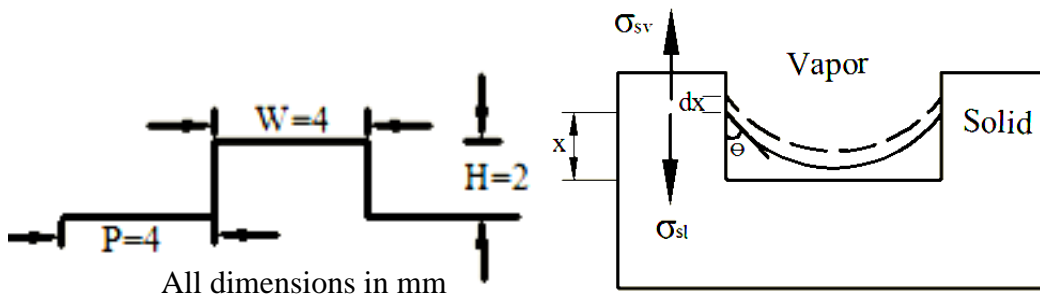 W=4
H=2
P=4
All dimensions in mm
σsv
Vapor
dx
Solid
x
Θ
σsl